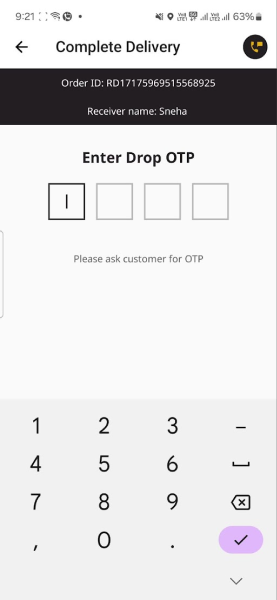 9:21
63%
Complete Delivery
Order ID: RD17175969515568925
Receiver name: Sneha
Enter Drop OTP
Please ask customer for OTP
1 2 3 –
4 5 6
7 8 9
, 0 .